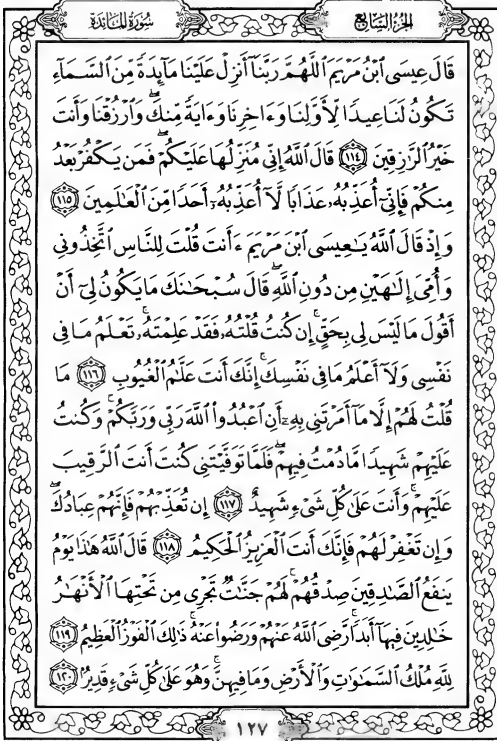 الجزء السابع
سورة المائدة
قَالَ عِيسَى ٱبْنُ مَرْيَمَ ٱللَّهُمَّ رَبَّنَآ أَنزِلْ عَلَيْنَا مَآئِدَةً مِّنَ ٱلسَّمَآءِ
تَكُونُ لَنَا عِيدًا لِّأَوَّلِنَا وَءَاخِرِنَا وَءَايَةً مِّنكَۖ وَٱرْزُقْنَا وَأَنتَ
خَيْرُ ٱلرَّٰزِقِينَ ١١٤ قَالَ ٱللَّهُ إِنِّى مُنَزِّلُهَا عَلَيْكُمْۖ فَمَن يَكْفُرْ بَعْدُ
مِنكُمْ فَإِنِّىٓ أُعَذِّبُهُۥ عَذَابًا لَّآ أُعَذِّبُهُۥٓ أَحَدًا مِّنَ ٱلْعَٰلَمِينَ ١١٥
وَإِذْ قَالَ ٱللَّهُ يَٰعِيسَى ٱبْنَ مَرْيَمَ ءَأَنتَ قُلْتَ لِلنَّاسِ ٱتَّخِذُونِى
وَأُمِّىَ إِلَٰهَيْنِ مِن دُونِ ٱللَّهِۖ قَالَ سُبْحَٰنَكَ مَا يَكُونُ لِىٓ أَنْ
أَقُولَ مَا لَيْسَ لِى بِحَقٍّۚ إِن كُنتُ قُلْتُهُۥ فَقَدْ عَلِمْتَهُۥۚ تَعْلَمُ مَا فِى
نَفْسِى وَلَآ أَعْلَمُ مَا فِى نَفْسِكَۚ إِنَّكَ أَنتَ عَلَّٰمُ ٱلْغُيُوبِ ١١٦ مَا
قُلْتُ لَهُمْ إِلَّا مَآ أَمَرْتَنِى بِهِۦٓ أَنِ ٱعْبُدُوا۟ ٱللَّهَ رَبِّى وَرَبَّكُمْۚ وَكُنتُ
عَلَيْهِمْ شَهِيدًا مَّا دُمْتُ فِيهِمْۖ فَلَمَّا تَوَفَّيْتَنِى كُنتَ أَنتَ ٱلرَّقِيبَ
عَلَيْهِمْۚ وَأَنتَ عَلَىٰ كُلِّ شَىْءٍ شَهِيدٌ ١١٧ إِن تُعَذِّبْهُمْ فَإِنَّهُمْ عِبَادُكَۖ
وَإِن تَغْفِرْ لَهُمْ فَإِنَّكَ أَنتَ ٱلْعَزِيزُ ٱلْحَكِيمُ ١١٨ قَالَ ٱللَّهُ هَٰذَا يَوْمُ
يَنفَعُ ٱلصَّٰدِقِينَ صِدْقُهُمْۚ لَهُمْ جَنَّٰتٌ تَجْرِى مِن تَحْتِهَا ٱلْأَنْهَٰرُ
خَٰلِدِينَ فِيهَآ أَبَدًاۚ رَّضِىَ ٱللَّهُ عَنْهُمْ وَرَضُوا۟ عَنْهُۚ ذَٰلِكَ ٱلْفَوْزُ ٱلْعَظِيمُ ١١٩
لِلَّهِ مُلْكُ ٱلسَّمَٰوَٰتِ وَٱلْأَرْضِ وَمَا فِيهِنَّۚ وَهُوَ عَلَىٰ كُلِّ شَىْءٍ قَدِيرٌۢ ١٢٠
١٢٧